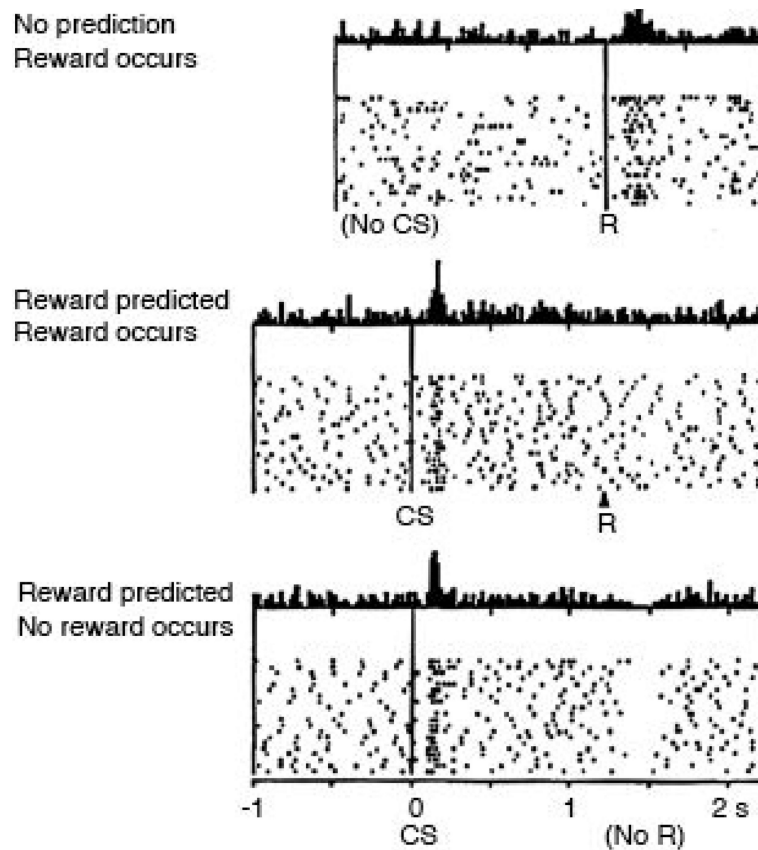 No prediction
Reward occurs
(No CS) R
Reward predicted
Reward occurs
CS R
Reward predicted
No reward occurs
-1 0 1 2 s
CS (No R)